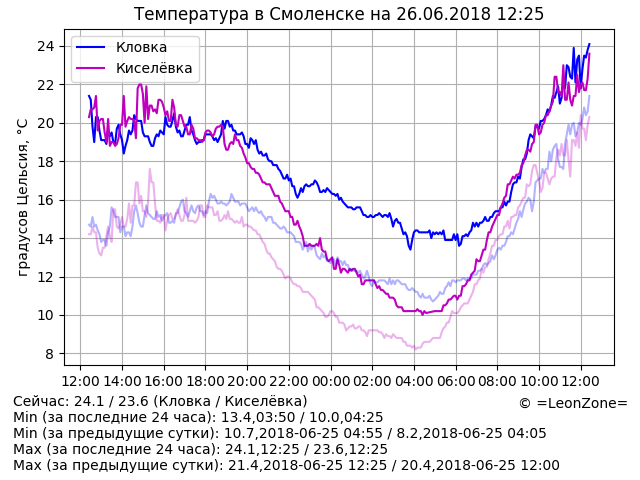 Температура в Смоленске на 26.06.2018 12:25
Кловка
Киселёвка
градусов Цельсия, °C
24
22
20
18
16
14
12
10
8
12:00 14:00 16:00 18:00 20:00 22:00 00:00 02:00 04:00 06:00 08:00 10:00 12:00
Сейчас: 24.1 / 23.6 (Кловка / Киселёвка)
© =LeonZone=
Min (за последние 24 часа): 13.4,03:50 / 10.0,04:25
Min (за предыдущие сутки): 10.7,2018-06-25 04:55 / 8.2,2018-06-25 04:05
Max (за последние 24 часа): 24.1,12:25 / 23.6,12:25
Max (за предыдущие сутки): 21.4,2018-06-25 12:25 / 20.4,2018-06-25 12:00